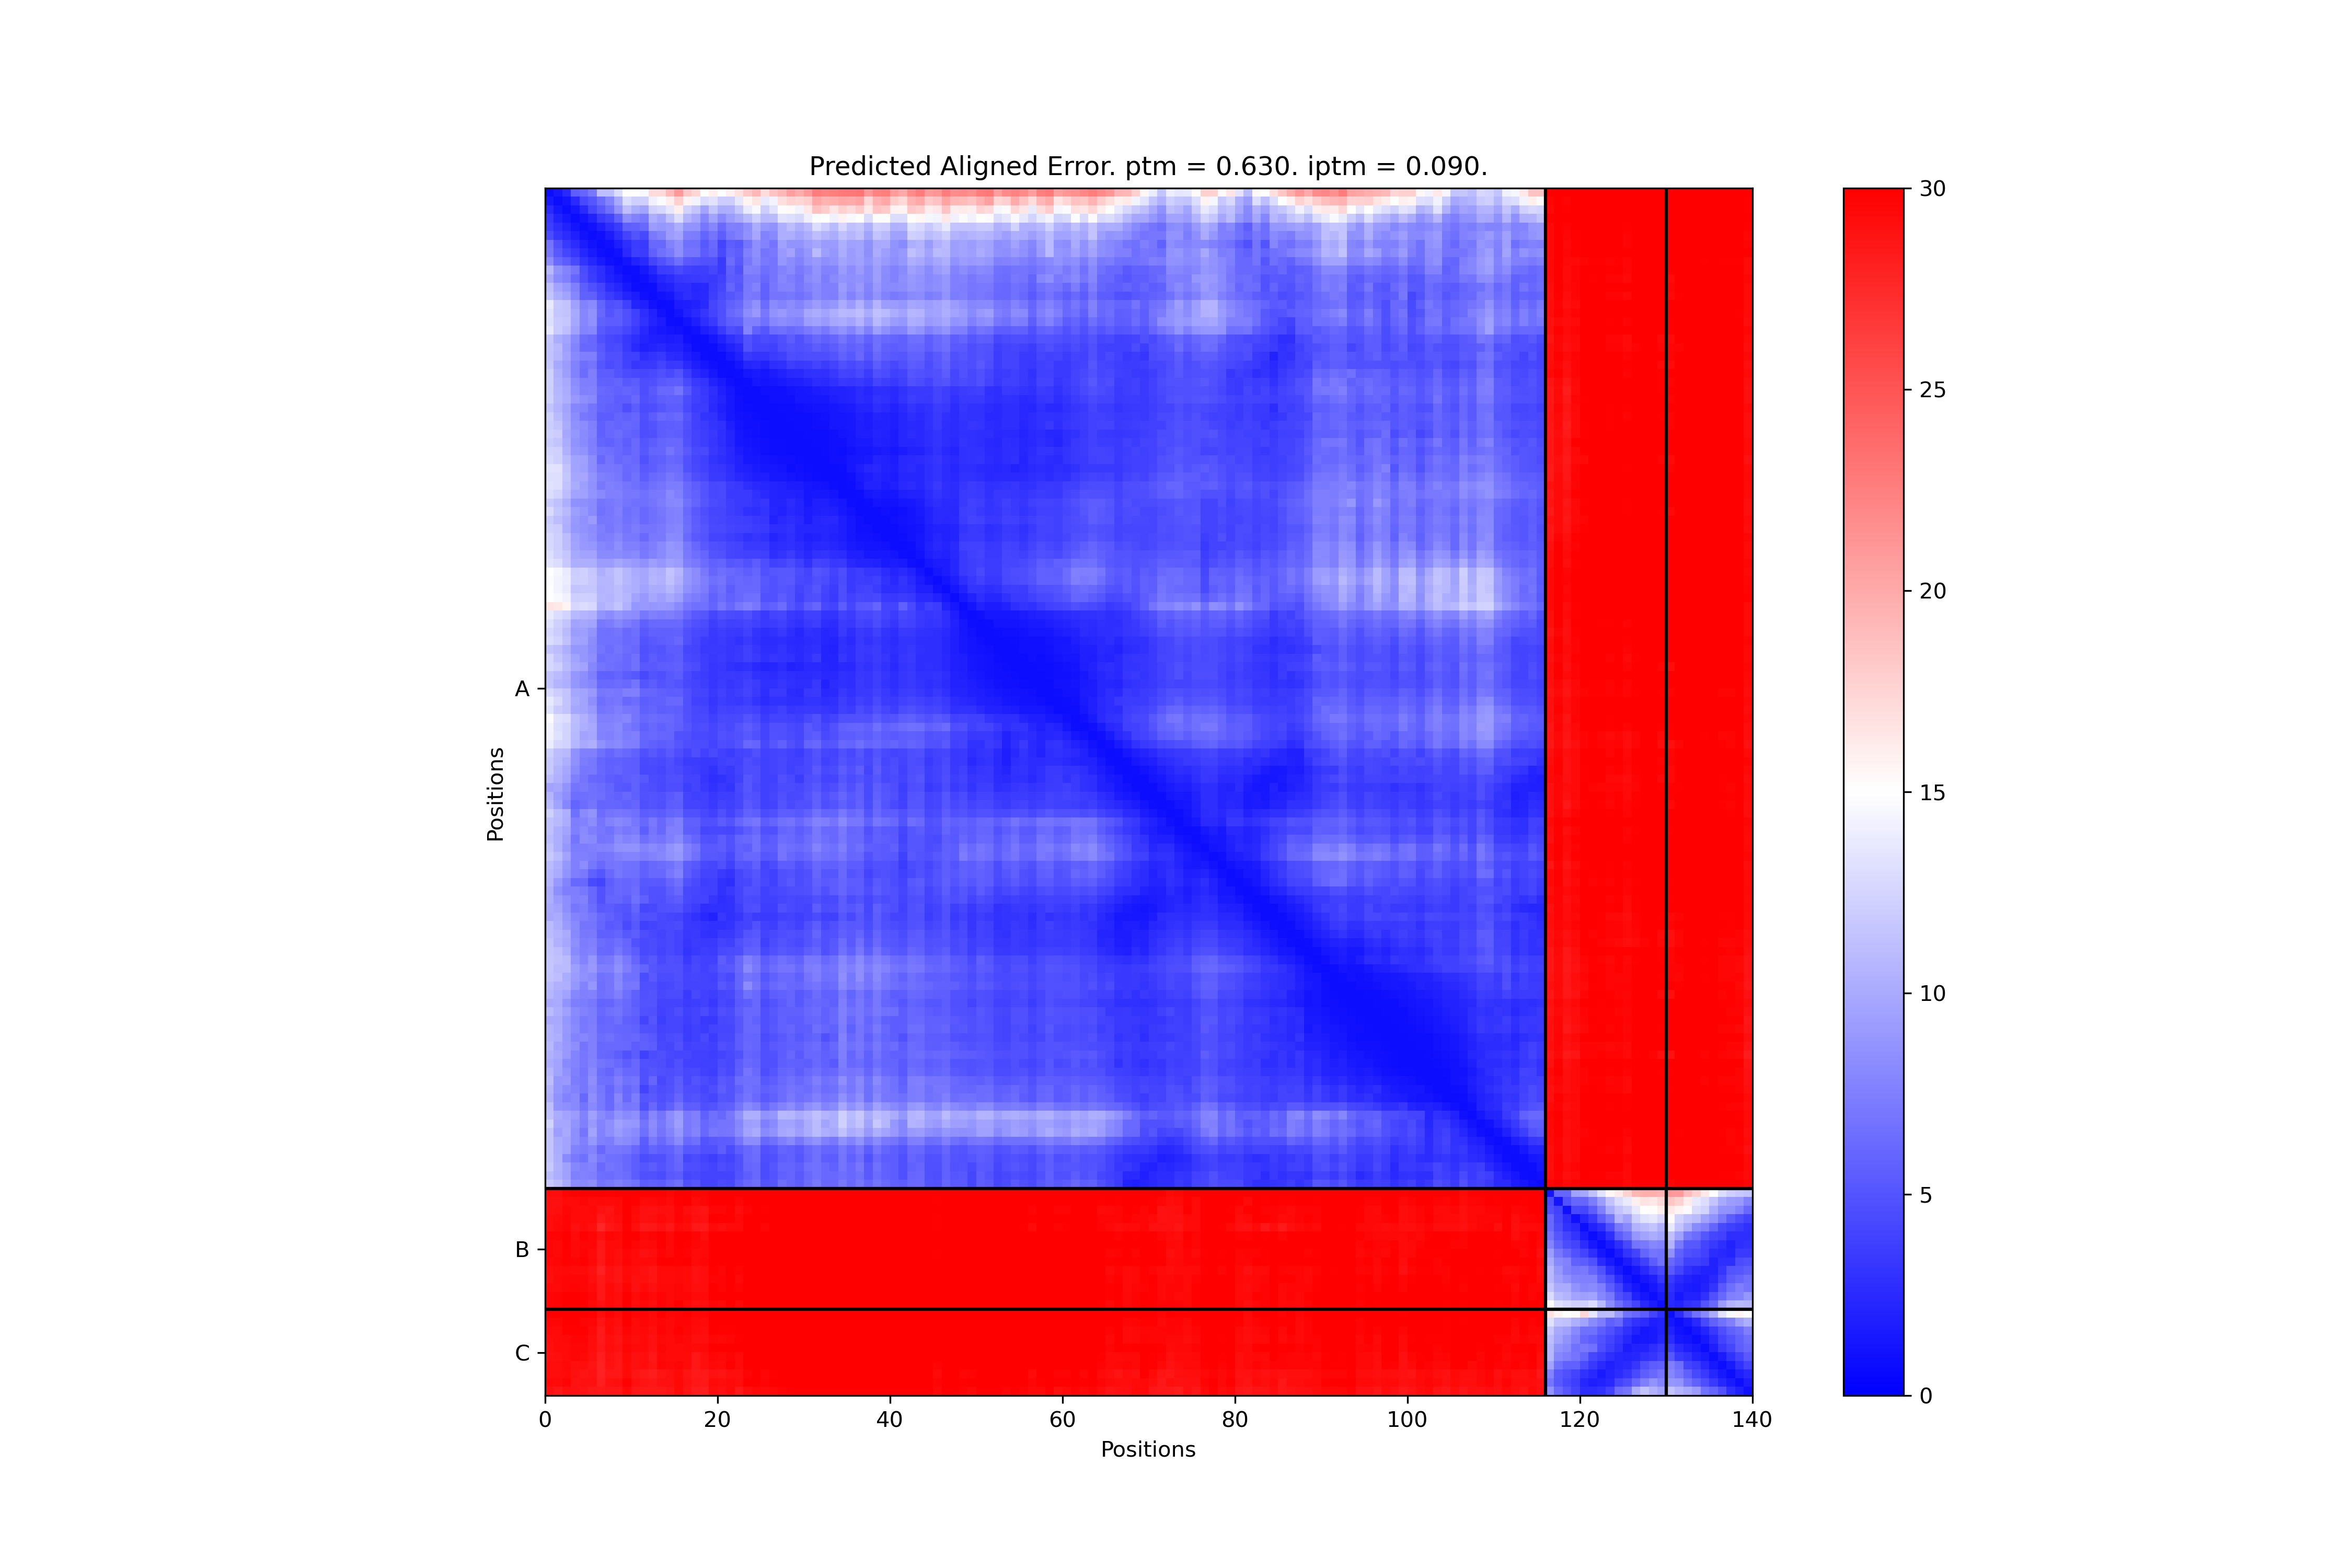 Predicted Aligned Error. ptm = 0.630. iptm = 0.090.
A
B
C
Positions
0 20 40 60 80 100 120 140
Positions
30
25
20
15
10
5
0